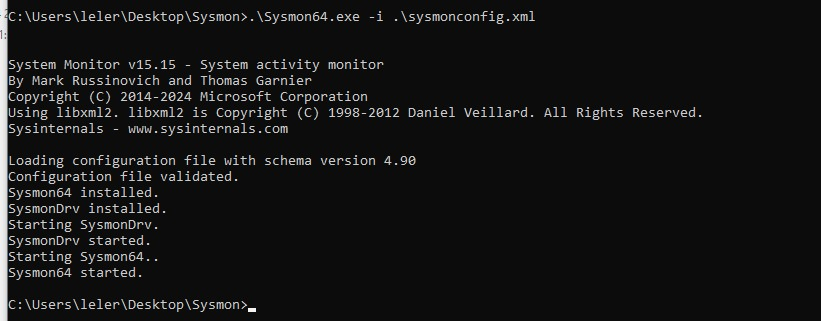 C:\Users\leler\Desktop\Sysmon>.\Sysmon64.exe -i .\sysmonconfig.xml
System Monitor v15.15 - System activity monitor
By Mark Russinovich and Thomas Garnier
Copyright (C) 2014-2024 Microsoft Corporation
Using libxml2. libxml2 is Copyright (C) 1998-2012 Daniel Veillard. All Rights Reserved.
Sysinternals - www.sysinternals.com
Loading configuration file with schema version 4.90
Configuration file validated.
Sysmon64 installed.
SysmonDrv installed.
Starting SysmonDrv.
SysmonDrv started.
Starting Sysmon64..
Sysmon64 started.
C:\Users\leler\Desktop\Sysmon>